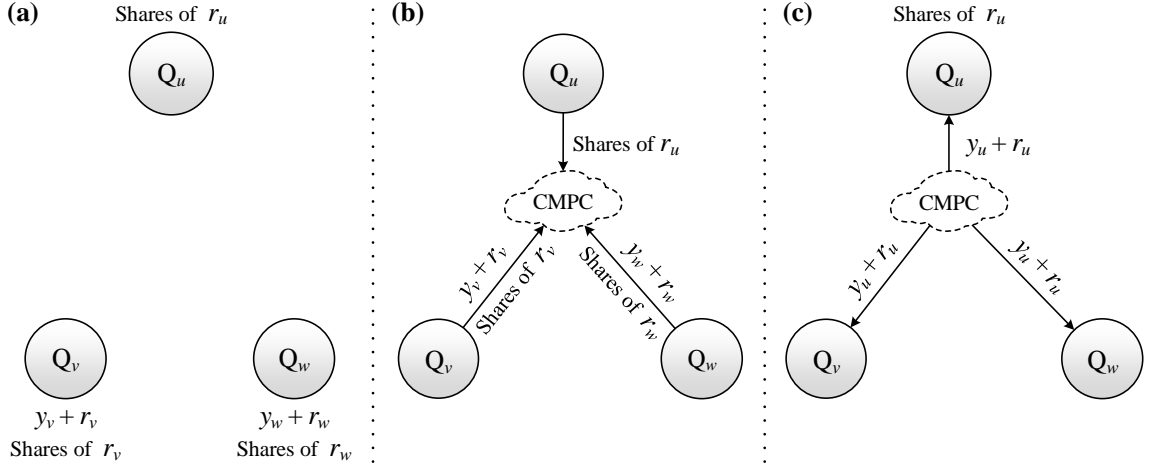 (a)
Shares of r_u
Q_u
Q_v
Q_w
y_v + r_v
y_w + r_w
Shares of r_v
Shares of r_w
(b)
Q_u
Shares of r_u
CMPC
y_v + r_v
Shares of r_v
y_w + r_w
Shares of r_w
Q_v
Q_w
(c)
Shares of r_u
Q_u
y_u + r_u
CMPC
y_u + r_u
y_u + r_u
Q_v
Q_w